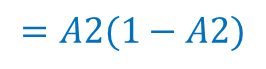 = A2(1 − A2)